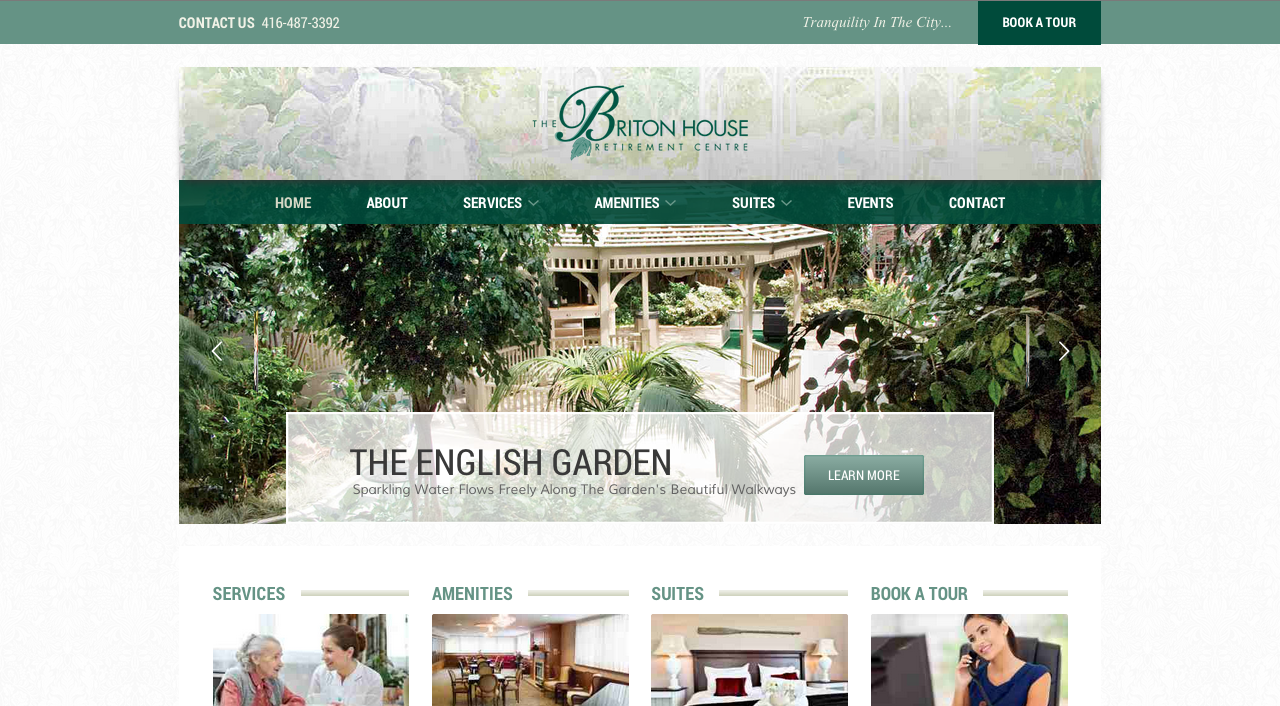 CONTACT US 416-487-3392
Tranquility In The City...
BOOK A TOUR
THE BRITON HOUSE
RETIREMENT CENTRE
HOME ABOUT SERVICES AMENITIES SUITES EVENTS CONTACT
THE ENGLISH GARDEN
Sparkling Water Flows Freely Along The Garden's Beautiful Walkways
LEARN MORE
SERVICES AMENITIES SUITES BOOK A TOUR